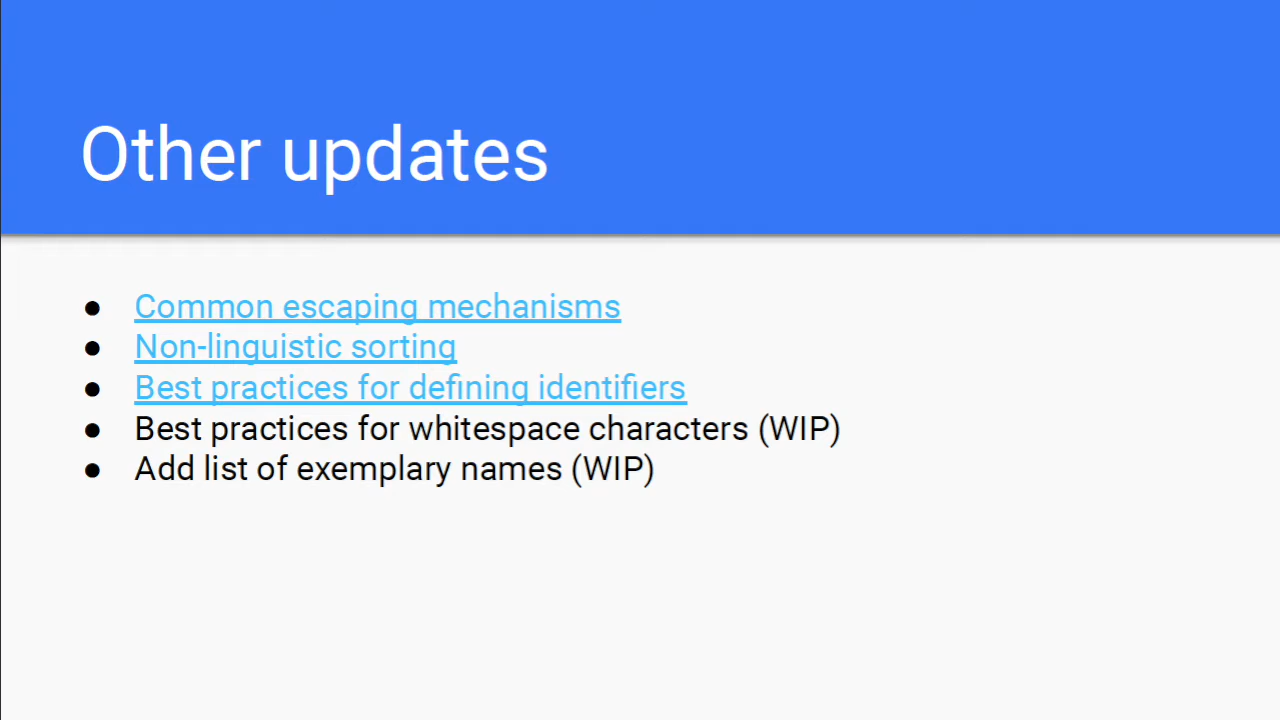 Other updates
● Common escaping mechanisms
● Non-linguistic sorting
● Best practices for defining identifiers
● Best practices for whitespace characters (WIP)
● Add list of exemplary names (WIP)